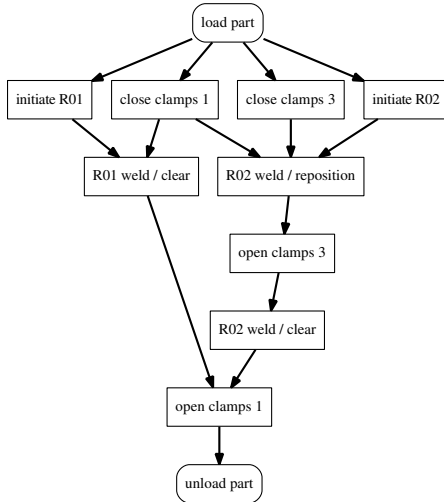 load part
initiate R01
close clamps 1
close clamps 3
initiate R02
R01 weld / clear
R02 weld / reposition
open clamps 3
R02 weld / clear
open clamps 1
unload part